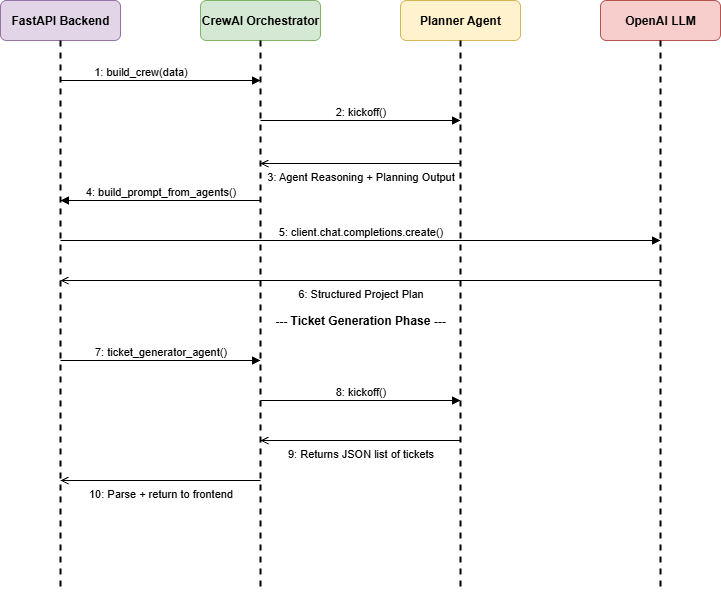 FastAPI Backend
CrewAI Orchestrator
Planner Agent
OpenAI LLM
1: build_crew(data)
2: kickoff()
3: Agent Reasoning + Planning Output
4: build_prompt_from_agents()
5: client.chat.completions.create()
6: Structured Project Plan
--- Ticket Generation Phase ---
7: ticket_generator_agent()
8: kickoff()
9: Returns JSON list of tickets
10: Parse + return to frontend